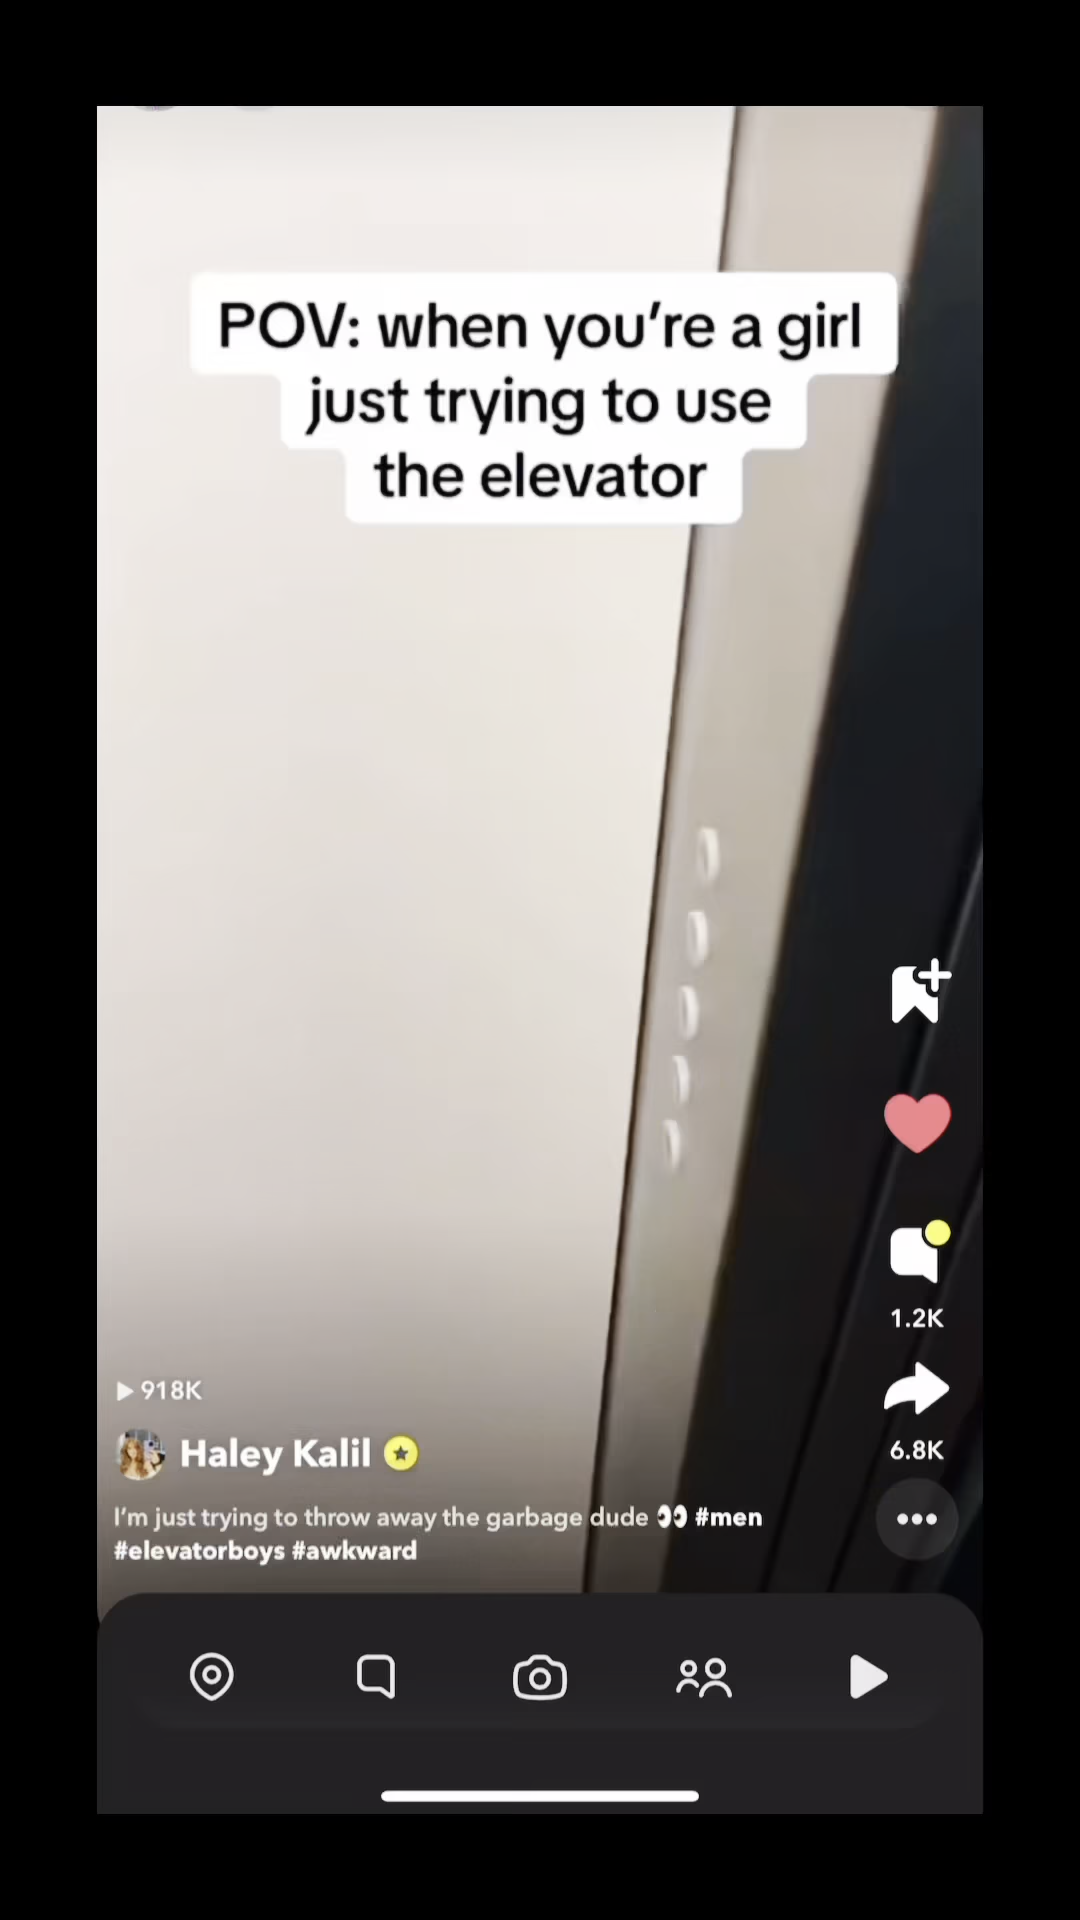 POV: when you’re a girl
just trying to use
the elevator
1.2K
6.8K
918K
Haley Kalil
I’m just trying to throw away the garbage dude 👀 #men
#elevatorboys #awkward